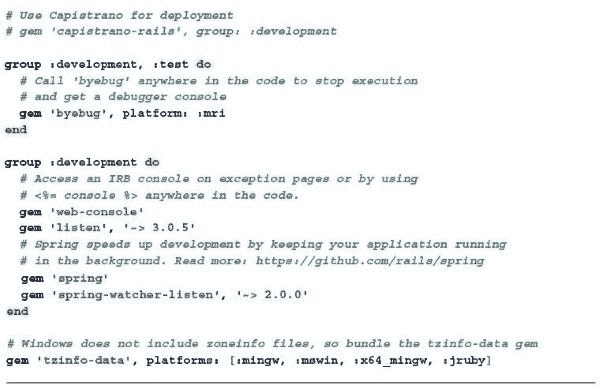 # Use Capistrano for deployment
# gem 'capistrano-rails', group: :development
group :development, :test do
# Call 'byebug' anywhere in the code to stop execution
# and get a debugger console
gem 'byebug', platform: :mri
end
group :development do
# Access an IRB console on exception pages or by using
# <%= console %> anywhere in the code.
gem 'web-console'
gem 'listen', '~> 3.0.5'
# Spring speeds up development by keeping your application running
# in the background. Read more: https://github.com/rails/spring
gem 'spring'
gem 'spring-watcher-listen', '~> 2.0.0'
end
# Windows does not include zoneinfo files, so bundle the tzinfo-data gem
gem 'tzinfo-data', platforms: [:mingw, :mswin, :x64_mingw, :jruby]